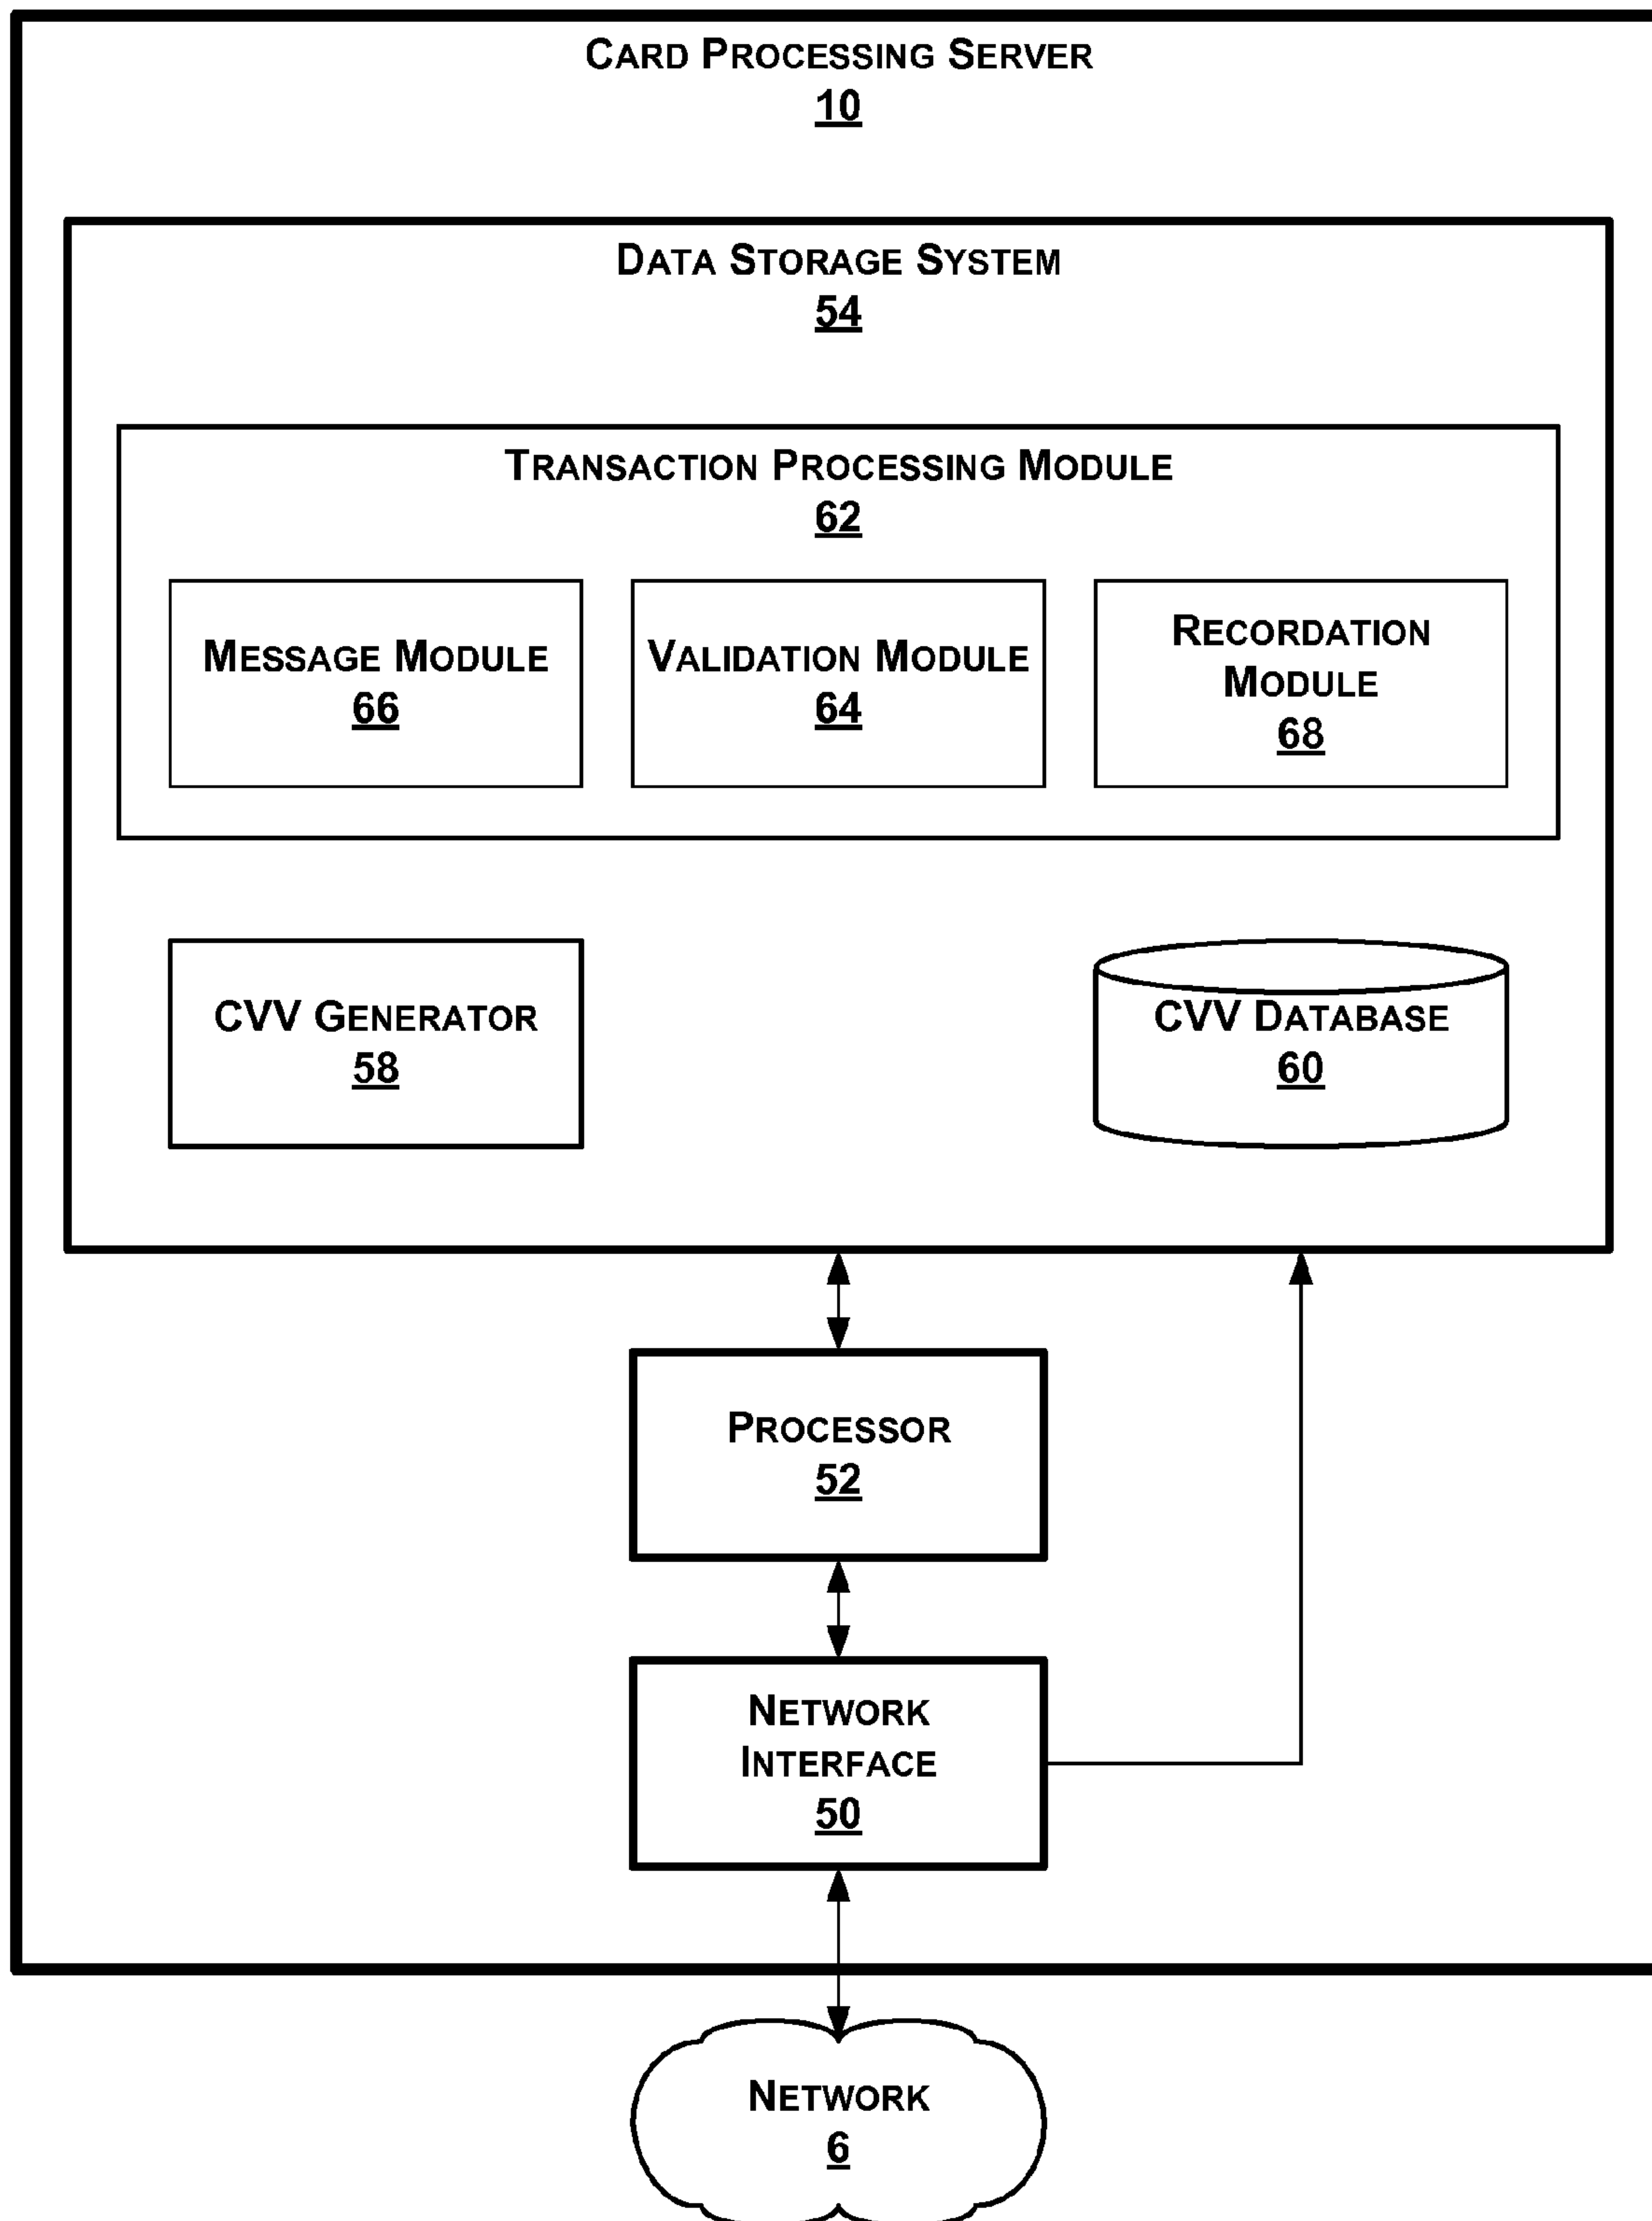 CARD PROCESSING SERVER
10
DATA STORAGE SYSTEM
54
TRANSACTION PROCESSING MODULE
62
MESSAGE MODULE
66
VALIDATION MODULE
64
RECORDATION
MODULE
68
CVV GENERATOR
58
CVV DATABASE
60
PROCESSOR
52
NETWORK
INTERFACE
50
NETWORK
6